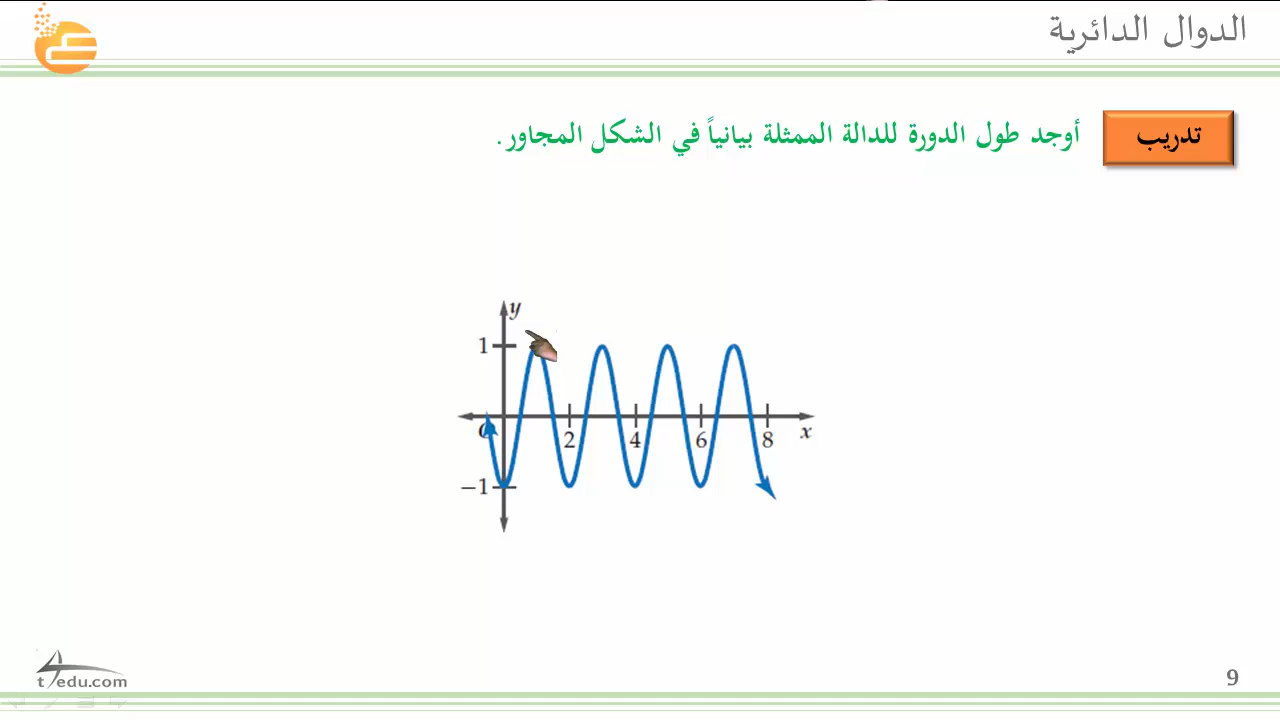 الدوال الدائرية
تدريب
أوجد طول الدورة للدالة الممثلة بيانياً في الشكل المجاور.
y
1
2
4
6
8
x
−1
t4edu.com
9